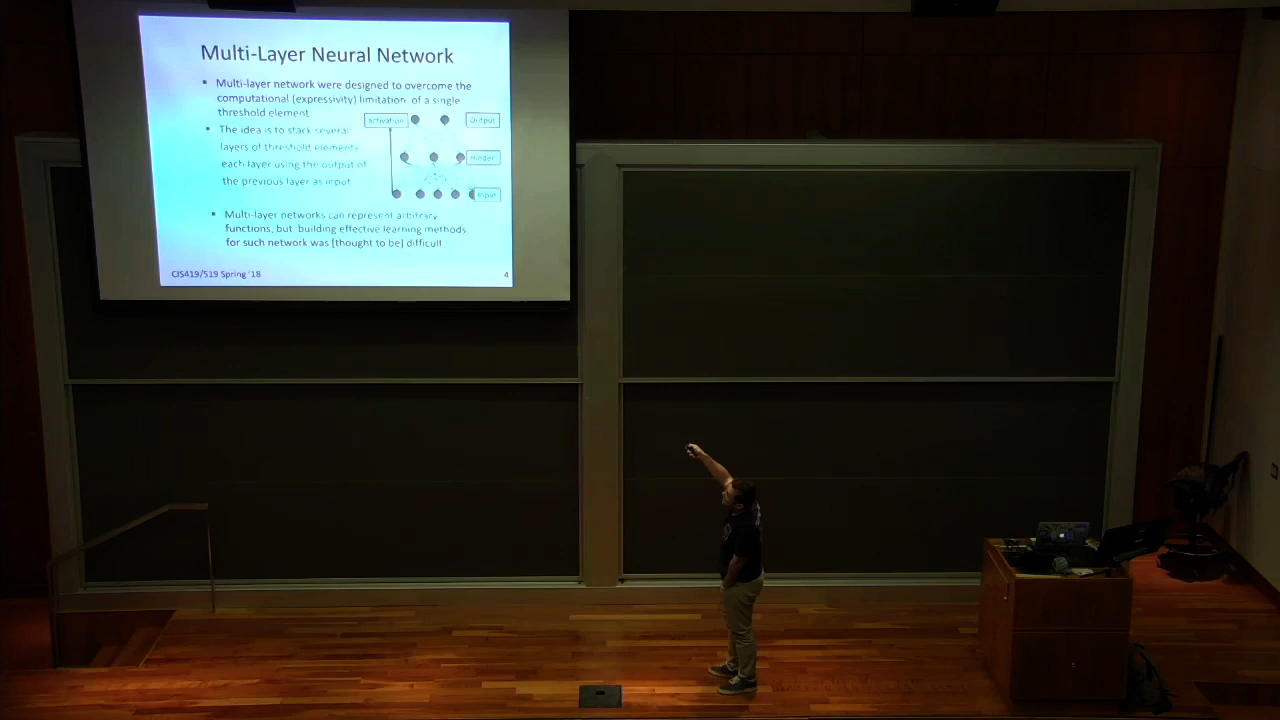 Multi-Layer Neural Network
▪ Multi-layer network were designed to overcome the
computational (expressivity) limitation of a single
threshold element
▪ The idea is to stack several
layers of threshold elements,
each layer using the output of
the previous layer as input
activation
Output
Hidden
Input
▪ Multi-layer networks can represent arbitrary
functions, but building effective learning methods
for such network was [thought to be] difficult
CIS419/519 Spring '18
4